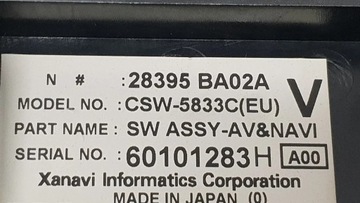 N # : 28395 BA02A V
MODEL NO. : CSW-5833C(EU)
PART NAME : SW ASSY-AV&NAVI
SERIAL NO. : 60101283H A00
Xanavi Informatics Corporation
MADE IN JAPAN (0)